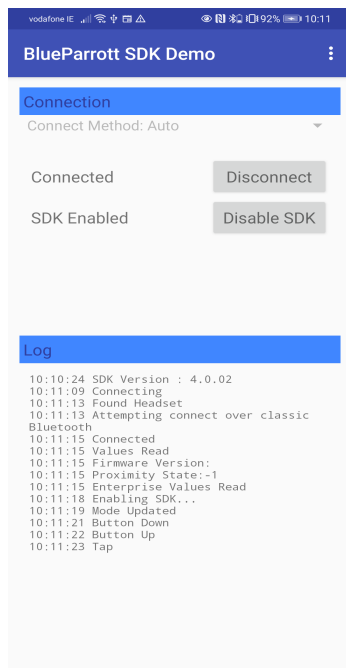 vodafone IE 92% 10:11
BlueParrott SDK Demo
Connection
Connect Method: Auto
Connected Disconnect
SDK Enabled Disable SDK
Log
10:10:24 SDK Version : 4.0.02
10:11:09 Connecting
10:11:13 Found Headset
10:11:13 Attempting connect over classic
Bluetooth
10:11:15 Connected
10:11:15 Values Read
10:11:15 Firmware Version:
10:11:15 Proximity State:-1
10:11:15 Enterprise Values Read
10:11:18 Enabling SDK...
10:11:19 Mode Updated
10:11:21 Button Down
10:11:22 Button Up
10:11:23 Tap